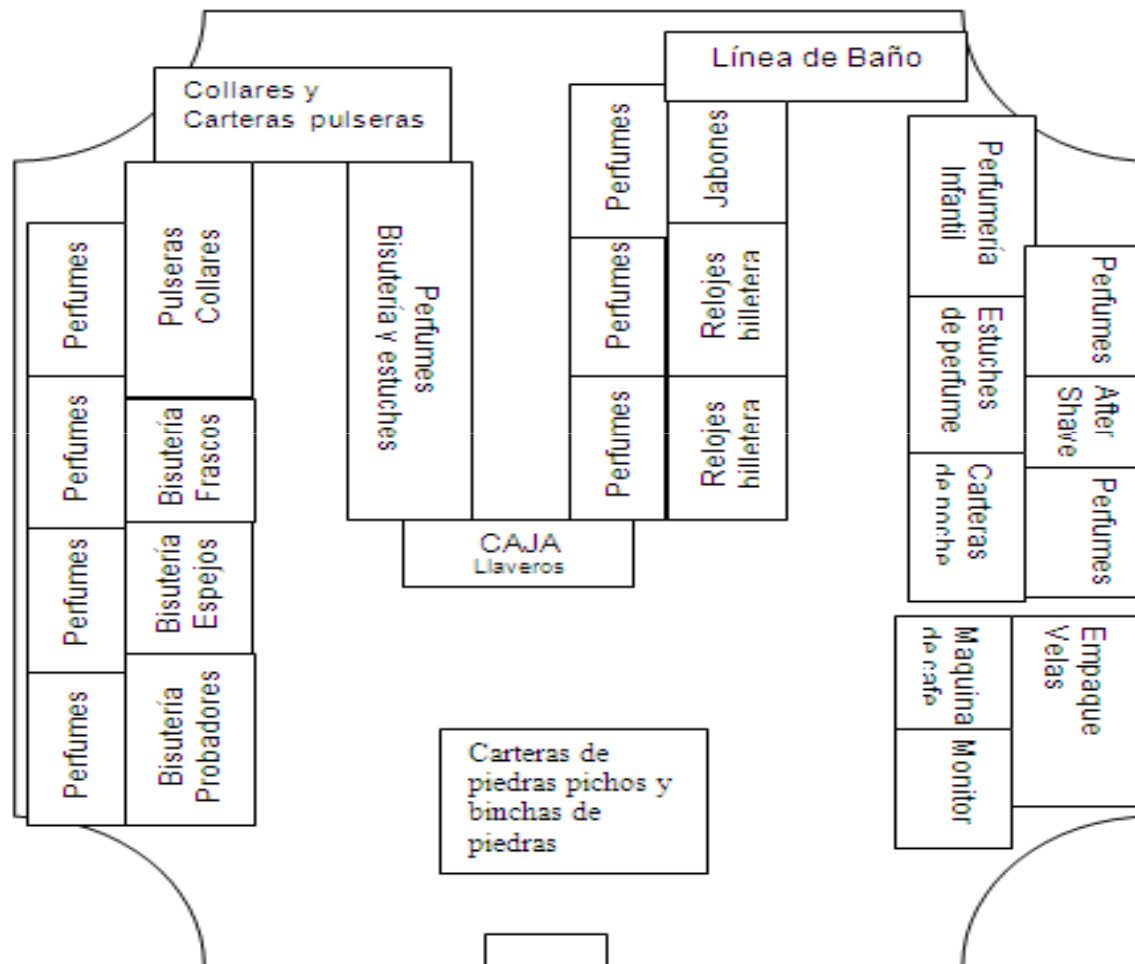 Línea de Baño
Collares y
Carteras pulseras
Perfumes
Jabones
Perfumería
Infantil
Pulseras
Collares
Perfumes
Bisutería y estuches
Perfumes
Perfumes
Relojes
billetera
Perfumes
Estuches
de perfume
After
Shave
Perfumes
Bisutería
Frascos
Perfumes
Relojes
billetera
Carteras
de noche
Perfumes
CAJA
Llaveros
Perfumes
Bisutería
Espejos
Maquina
de cafe
Empaque
Velas
Perfumes
Bisutería
Probadores
Monitor
Carteras de
piedras pichos y
binchas de
piedras